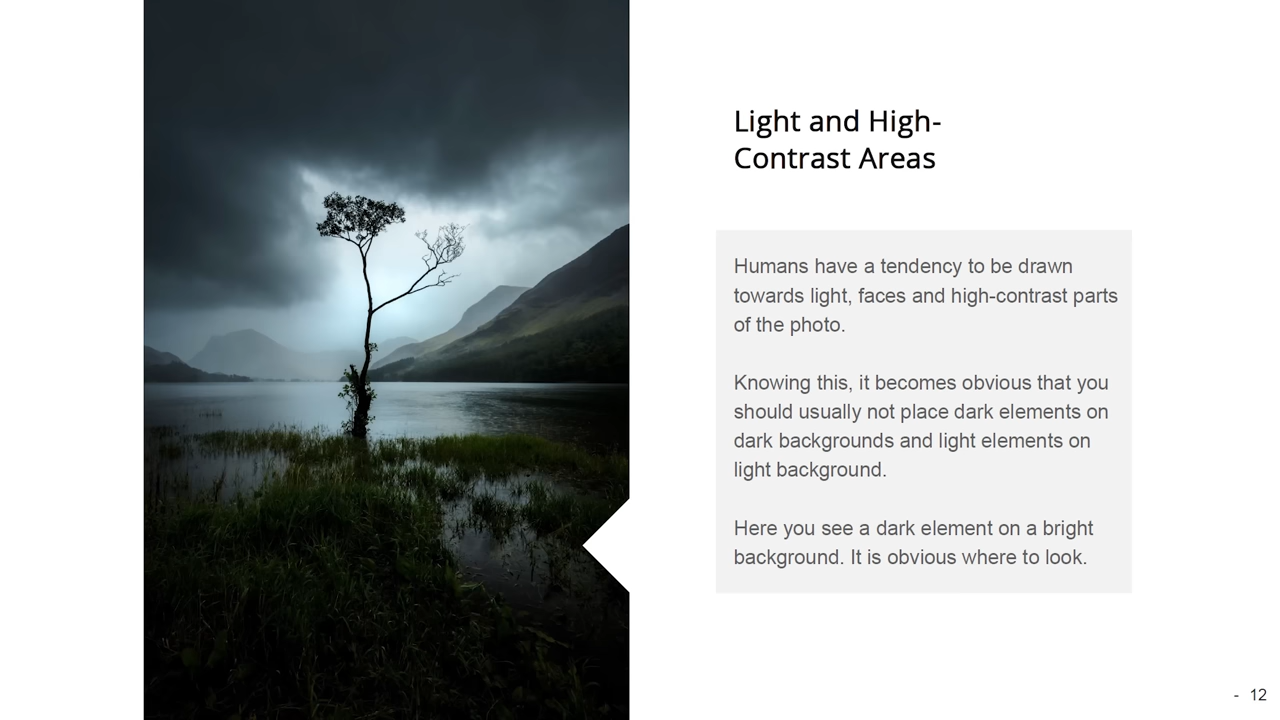 Light and High-
Contrast Areas
Humans have a tendency to be drawn
towards light, faces and high-contrast parts
of the photo.
Knowing this, it becomes obvious that you
should usually not place dark elements on
dark backgrounds and light elements on
light background.
Here you see a dark element on a bright
background. It is obvious where to look.
- 12